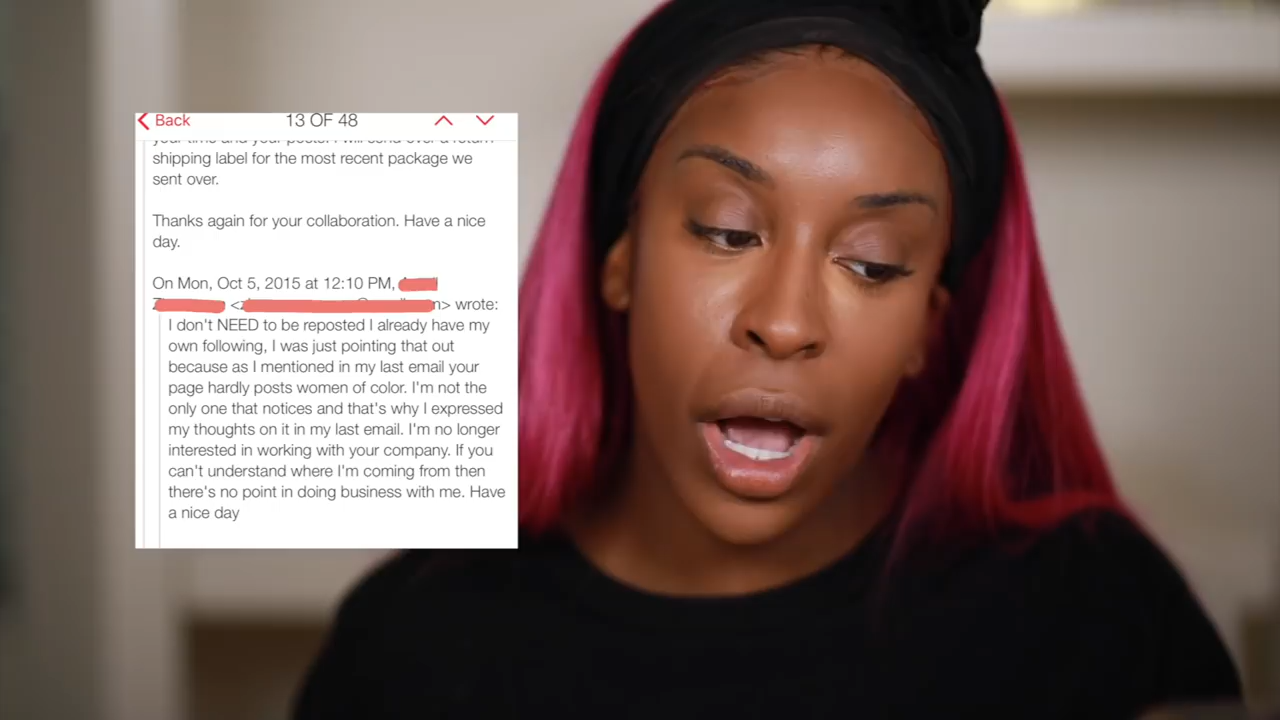 Back
13 OF 48
shipping label for the most recent package we
sent over.
Thanks again for your collaboration. Have a nice
day.
On Mon, Oct 5, 2015 at 12:10 PM,
wrote:
I don't NEED to be reposted I already have my
own following, I was just pointing that out
because as I mentioned in my last email your
page hardly posts women of color. I'm not the
only one that notices and that's why I expressed
my thoughts on it in my last email. I'm no longer
interested in working with your company. If you
can't understand where I'm coming from then
there's no point in doing business with me. Have
a nice day